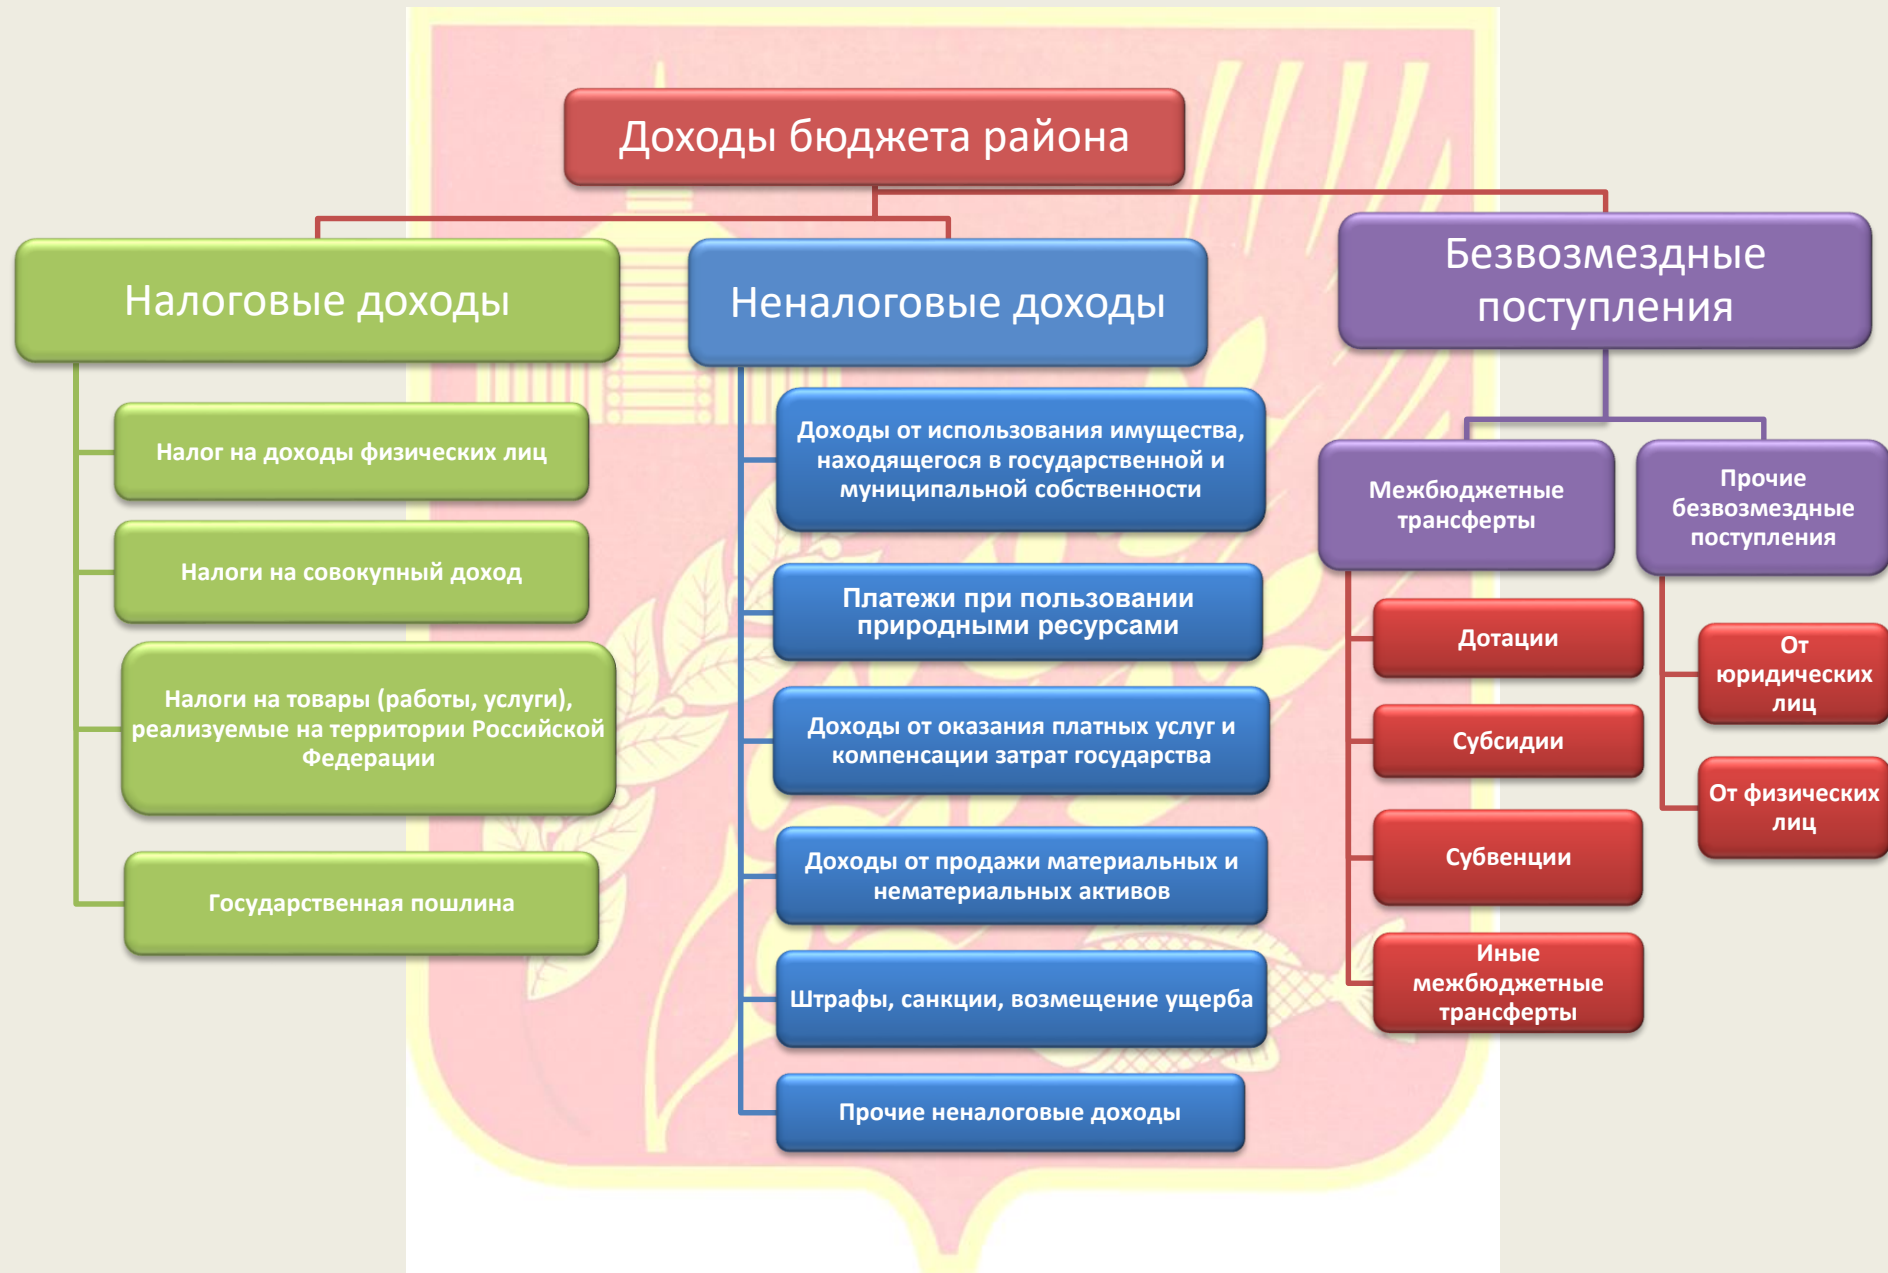 Доходы бюджета района
Налоговые доходы
Налог на доходы физических лиц
Налоги на совокупный доход
Налоги на товары (работы, услуги),
реализуемые на территории Российской
Федерации
Государственная пошлина
Неналоговые доходы
Доходы от использования имущества,
находящегося в государственной и
муниципальной собственности
Платежи при пользовании
природными ресурсами
Доходы от оказания платных услуг и
компенсации затрат государства
Доходы от продажи материальных и
нематериальных активов
Штрафы, санкции, возмещение ущерба
Прочие неналоговые доходы
Безвозмездные
поступления
Межбюджетные
трансферты
Дотации
Субсидии
Субвенции
Иные
межбюджетные
трансферты
Прочие
безвозмездные
поступления
От
юридических
лиц
От физических
лиц